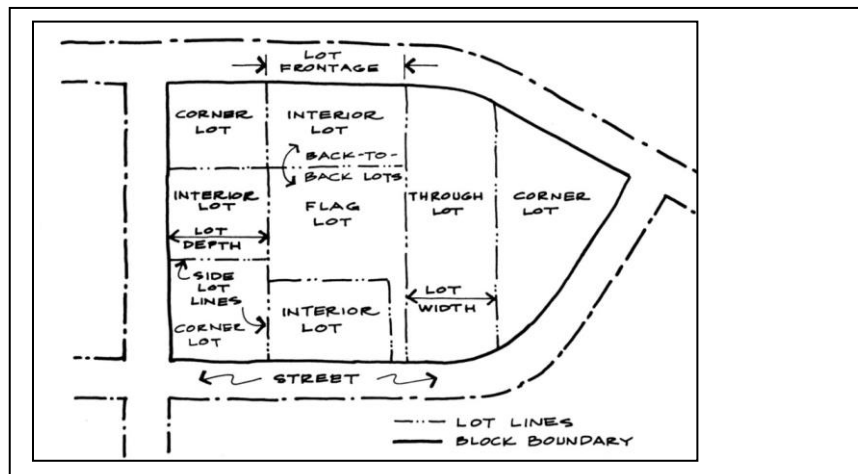 LOT
FRONTAGE
CORNER
LOT
INTERIOR
LOT
BACK-TO-
BACK LOTS
INTERIOR
LOT
FLAG
LOT
THROUGH
LOT
CORNER
LOT
LOT
DEPTH
SIDE
LOT
LINES
CORNER
LOT
INTERIOR
LOT
LOT
WIDTH
STREET
LOT LINES
BLOCK BOUNDARY